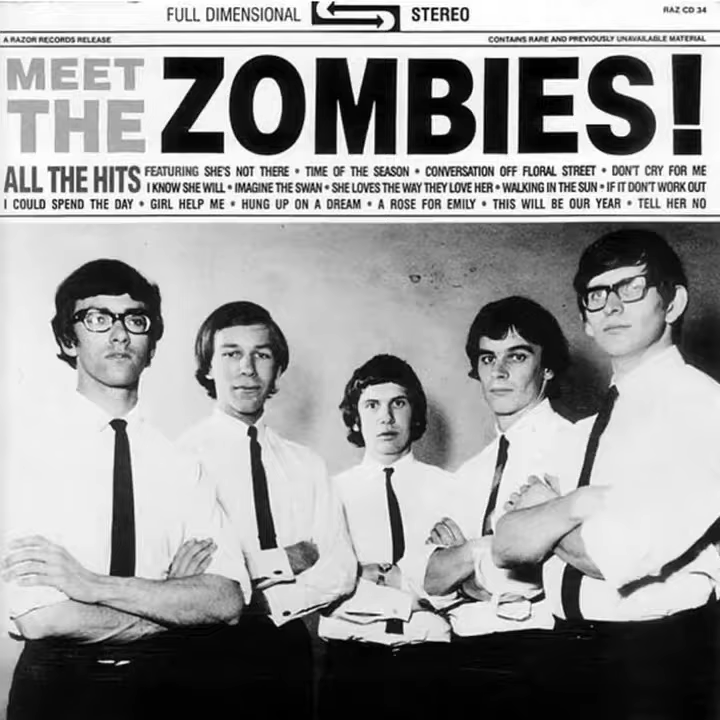 FULL DIMENSIONAL STEREO
RAZ CD 34
A RAZOR RECORDS RELEASE
CONTAINS RARE AND PREVIOUSLY UNAVAILABLE MATERIAL
MEET THE ZOMBIES!
ALL THE HITS
FEATURING SHE'S NOT THERE • TIME OF THE SEASON • CONVERSATION OFF FLORAL STREET • DON'T CRY FOR ME
I KNOW SHE WILL • IMAGINE THE SWAN • SHE LOVES THE WAY THEY LOVE HER • WALKING IN THE SUN • IF IT DON'T WORK OUT
I COULD SPEND THE DAY • GIRL HELP ME • HUNG UP ON A DREAM • A ROSE FOR EMILY • THIS WILL BE OUR YEAR • TELL HER NO